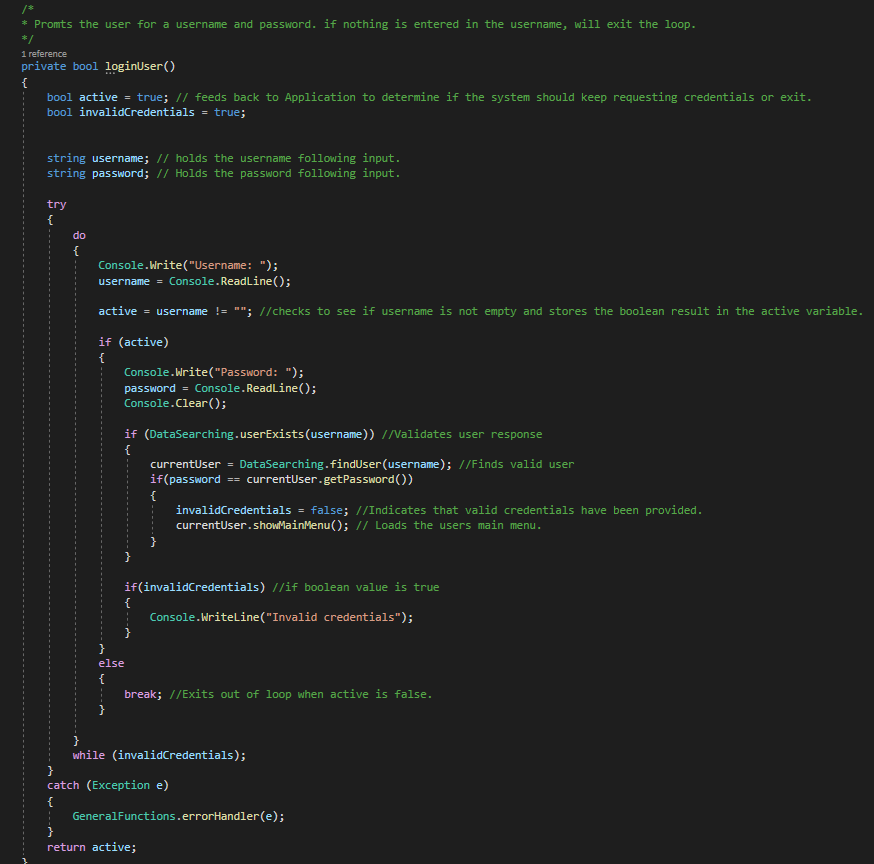 /*
* Promts the user for a username and password. if nothing is entered in the username, will exit the loop.
*/
1 reference
private bool loginUser()
{
bool active = true; // feeds back to Application to determine if the system should keep requesting credentials or exit.
bool invalidCredentials = true;
string username; // holds the username following input.
string password; // Holds the password following input.
try
{
do
{
Console.Write("Username: ");
username = Console.ReadLine();
active = username != ""; //checks to see if username is not empty and stores the boolean result in the active variable.
if (active)
{
Console.Write("Password: ");
password = Console.ReadLine();
Console.Clear();
if (DataSearching.userExists(username)) //Validates user response
{
currentUser = DataSearching.findUser(username); //Finds valid user
if(password == currentUser.getPassword())
{
invalidCredentials = false; //Indicates that valid credentials have been provided.
currentUser.showMainMenu(); // Loads the users main menu.
}
}
if(invalidCredentials) //if boolean value is true
{
Console.WriteLine("Invalid credentials");
}
}
else
{
break; //Exits out of loop when active is false.
}
}
while (invalidCredentials);
}
catch (Exception e)
{
GeneralFunctions.errorHandler(e);
}
return active;
}